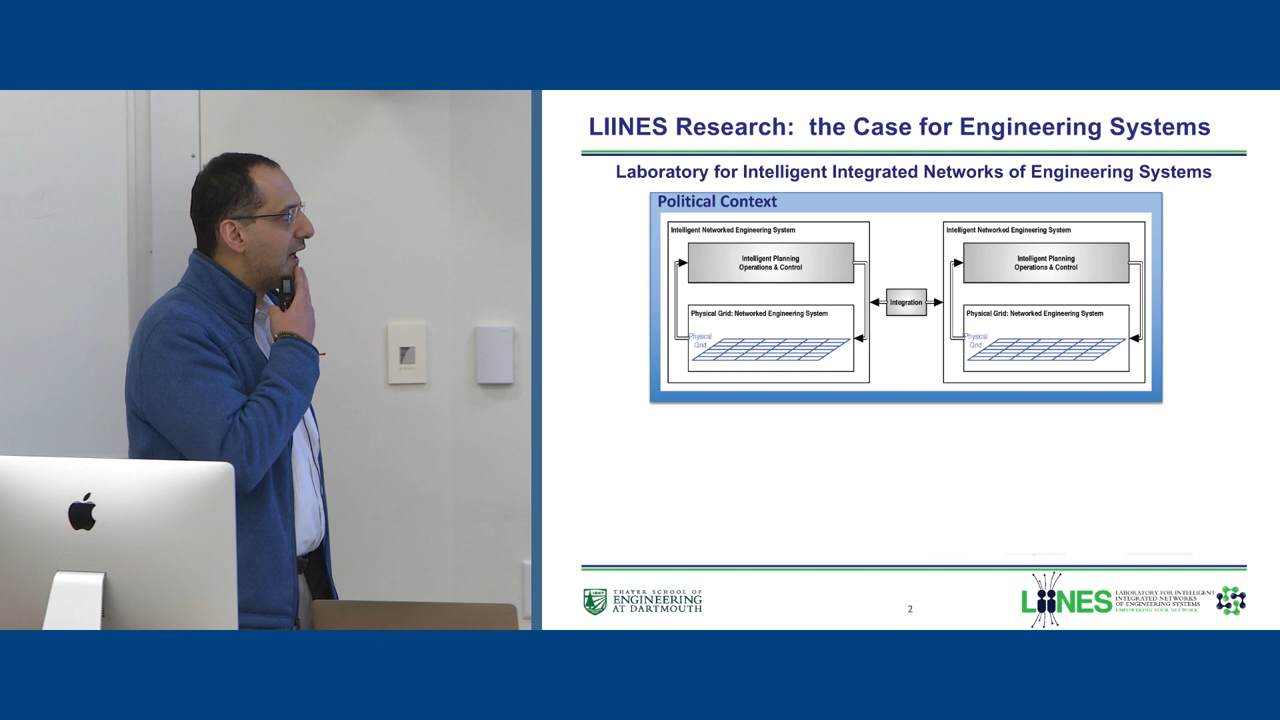 LIINES Research: the Case for Engineering Systems
Laboratory for Intelligent Integrated Networks of Engineering Systems
Political Context
Intelligent Networked Engineering System
Intelligent Planning
Operations & Control
Physical Grid: Networked Engineering System
Physical
Grid
Integration
Intelligent Networked Engineering System
Intelligent Planning
Operations & Control
Physical Grid: Networked Engineering System
Physical
Grid
THAYER SCHOOL OF
ENGINEERING
AT DARTMOUTH
2
LIINES
LABORATORY FOR INTELLIGENT
INTEGRATED NETWORKS
OF ENGINEERING SYSTEMS
EMPOWERING YOUR NETWORK